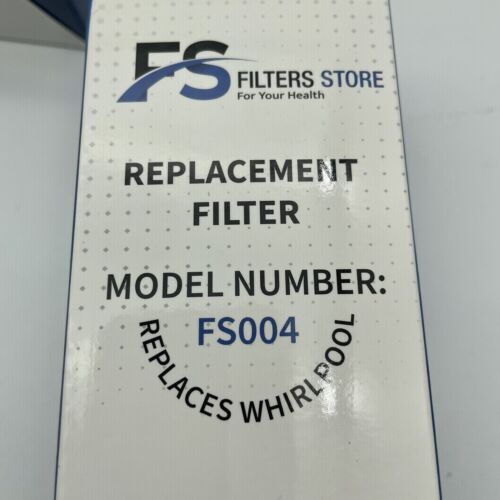 FS FILTERS STORE
For Your Health
REPLACEMENT
FILTER
MODEL NUMBER:
FS004
REPLACES WHIRLPOOL